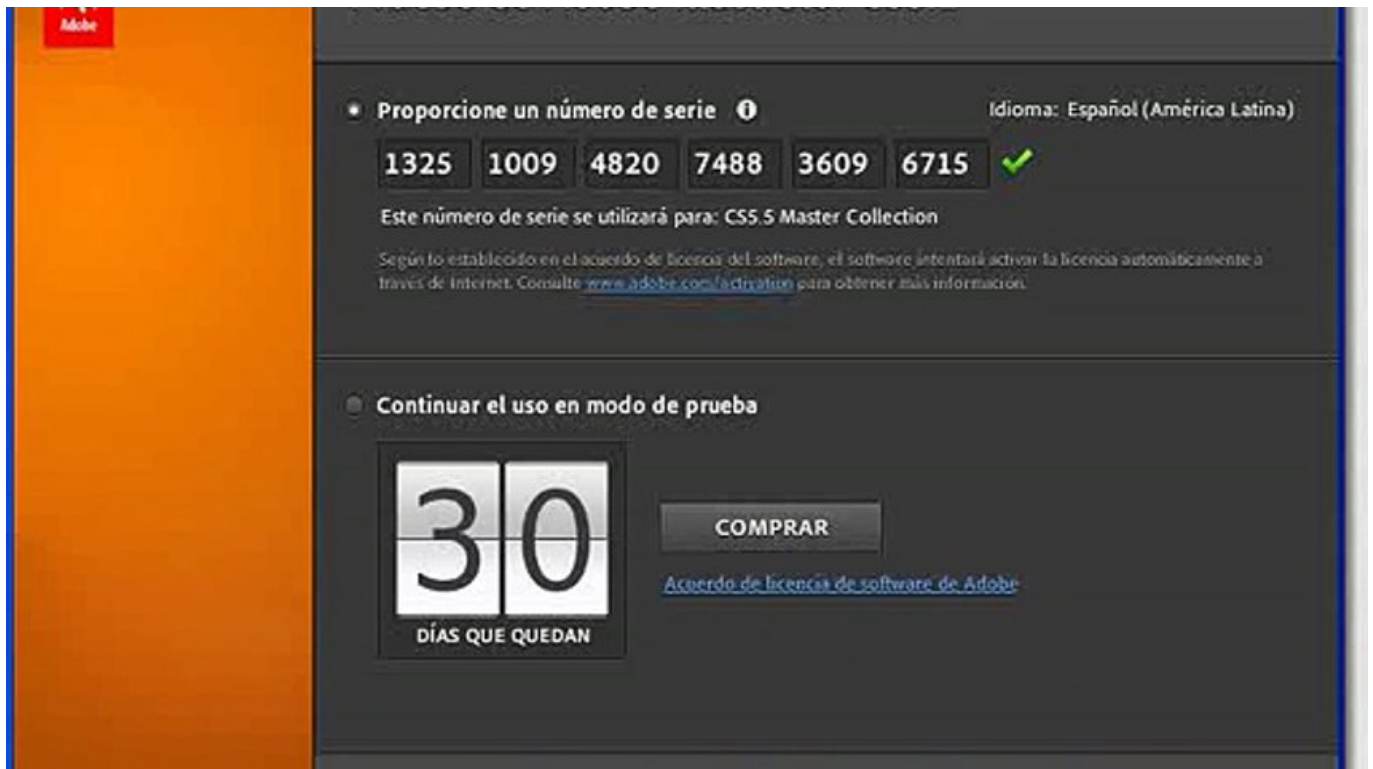 Adobe
Proporcione un número de serie
Idioma: Español (América Latina)
1325 1009 4820 7488 3609 6715
Este número de serie se utilizará para: CS5.5 Master Collection
Según lo establecido en el acuerdo de licencia del software, el software intentará activar la licencia automáticamente a
través de Internet. Consulte www.adobe.com/activation para obtener más información.
Continuar el uso en modo de prueba
30
DÍAS QUE QUEDAN
COMPRAR
Acuerdo de licencia de software de Adobe